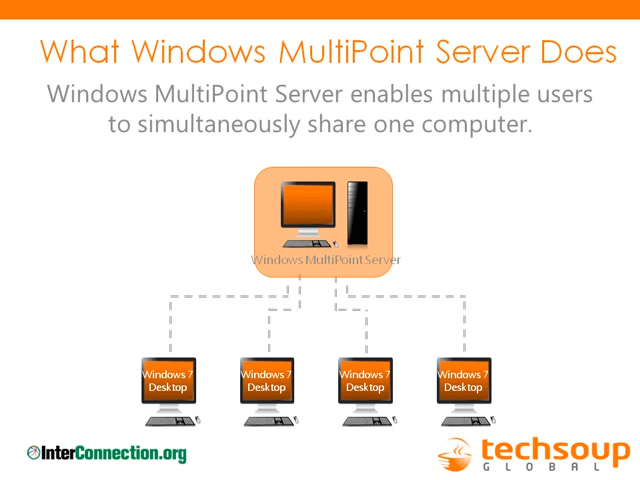 What Windows MultiPoint Server Does
Windows MultiPoint Server enables multiple users
to simultaneously share one computer.
Windows MultiPoint Server
Windows 7
Desktop
Windows 7
Desktop
Windows 7
Desktop
Windows 7
Desktop
InterConnection.org
techsoup
GLOBAL